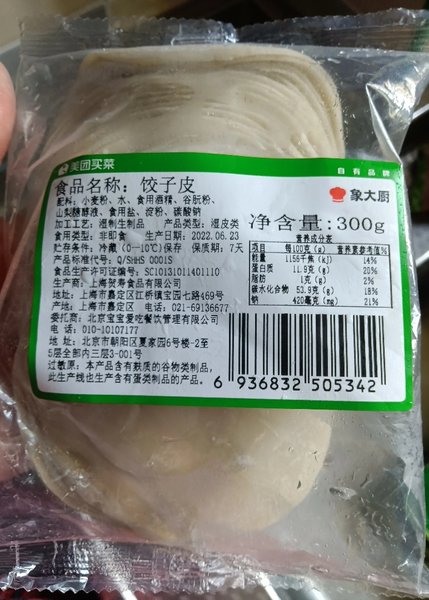 美团买菜
自有品牌
食品名称：饺子皮
配料：小麦粉、水、食用酒精、谷朊粉、
山梨糖醇液、食用盐、淀粉、碳酸钠
加工工艺：湿制生制品 类型：湿皮类
食用类型：非即食 生产日期：2022.06.23
贮存条件：冷藏（0-10℃）保存 保质期：7天
产品标准代号：Q/SHHS 0001S
食品生产许可证编号：SC10131011401110
生产商：上海贺寿食品有限公司
地址：上海市嘉定区江桥镇宝园七路469号
产地：上海市嘉定区 电话：021-69136677
委托商：北京宝宝爱吃餐饮管理有限公司
电话：010-10107177
地址：北京市朝阳区夏家园6号楼-2至
5层全部内三层3-001号
过敏原：本产品含有麸质的谷物类制品，
此生产线也生产含有蛋类制品的产品。
象大厨
净含量：300g
营养成分表
项目 每100克(g) 营养素参考值%
能量 1156千焦(kJ) 14%
蛋白质 11.9克(g) 20%
脂肪 1克(g) 2%
碳水化合物 53.9克(g) 18%
钠 420毫克(mg) 21%
6 936832 505342